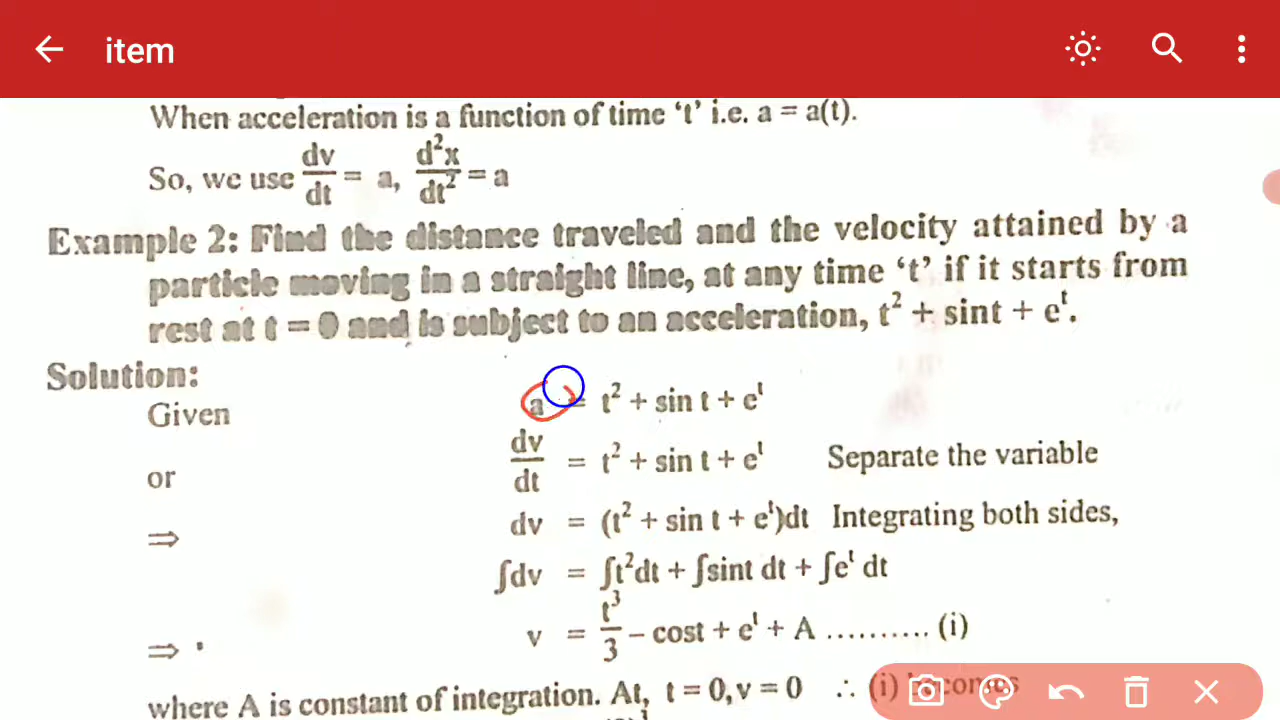 item
When acceleration is a function of time ‘t’ i.e. a = a(t).
So, we use dv/dt = a, d²x/dt² = a
Example 2: Find the distance traveled and the velocity attained by a
particle moving in a straight line, at any time ‘t’ if it starts from
rest at t = 0 and is subject to an acceleration, t² + sint + eᵗ.
Solution:
Given a = t² + sin t + eᵗ
or dv/dt = t² + sin t + eᵗ Separate the variable
⇒ dv = (t² + sin t + eᵗ)dt Integrating both sides,
∫dv = ∫t²dt + ∫sint dt + ∫eᵗ dt
⇒ v = t³/3 – cost + eᵗ + A .......... (i)
where A is constant of integration. At, t = 0, v = 0 ∴ (i) becomes